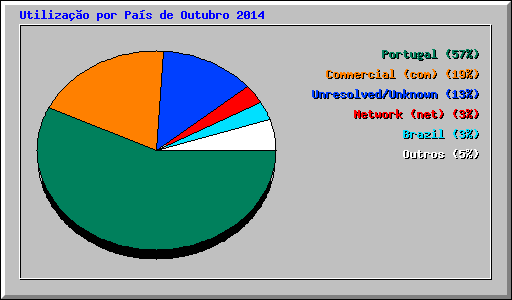 Utilização por País de Outubro 2014
Portugal (57%)
Commercial (com) (19%)
Unresolved/Unknown (13%)
Network (net) (3%)
Brazil (3%)
Outros (5%)